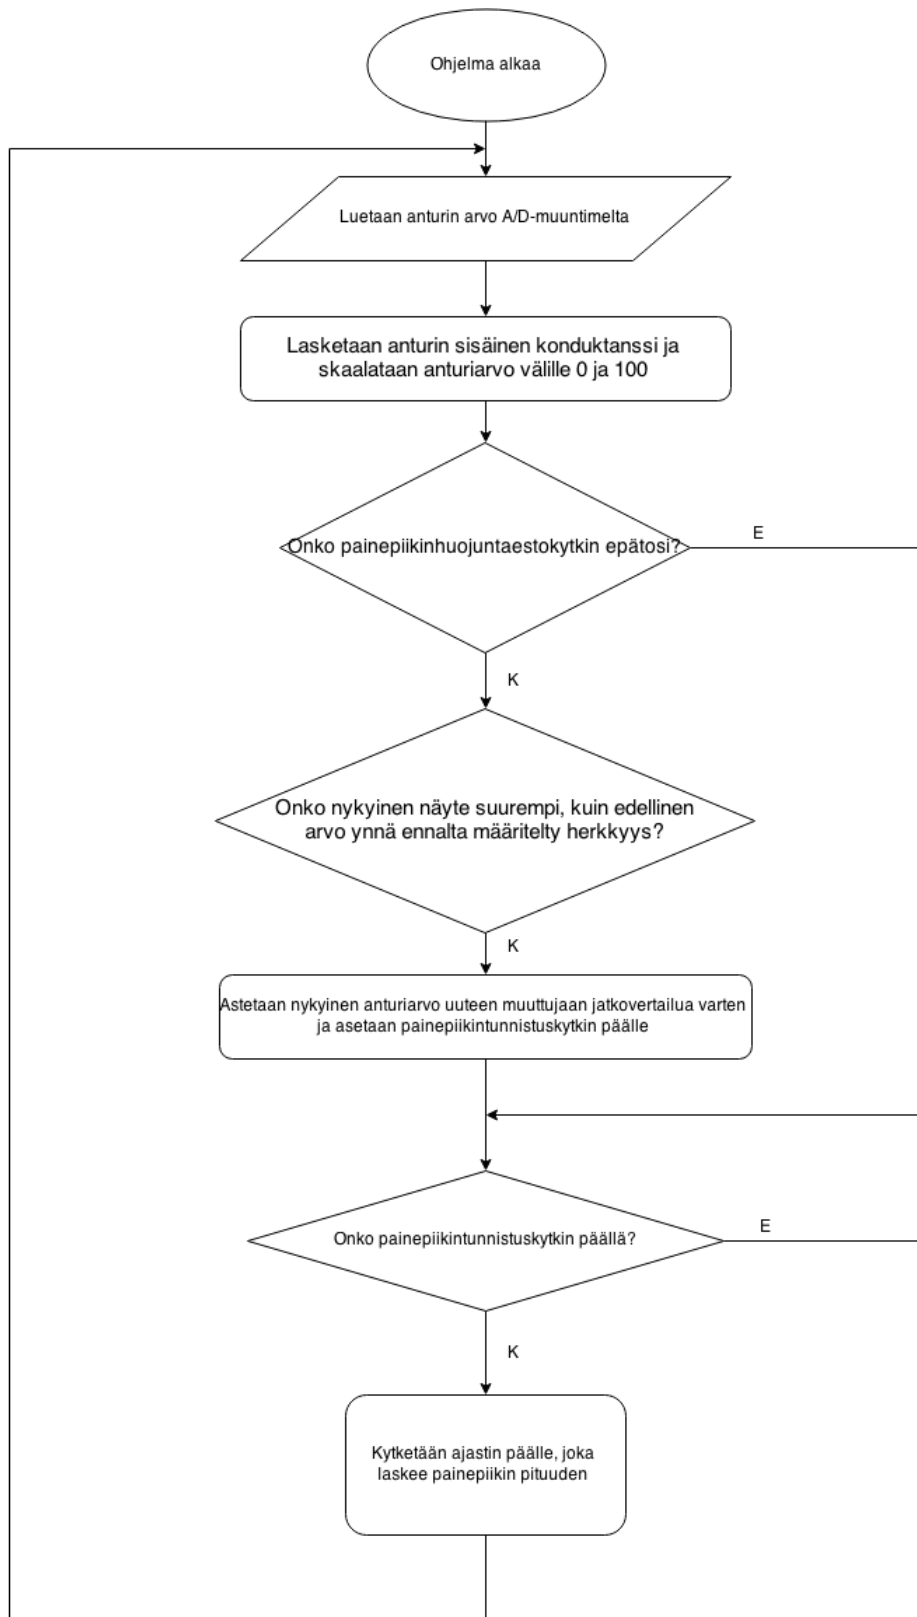 Ohjelma alkaa
Luetaan anturin arvo A/D-muuntimelta
Lasketaan anturin sisäinen konduktanssi ja
skaalataan anturiarvo välille 0 ja 100
Onko painepiikinhuojuntaestokytkin epätosi?
E
K
Onko nykyinen näyte suurempi, kuin edellinen
arvo ynnä ennalta määritelty herkkyys?
K
Astetaan nykyinen anturiarvo uuteen muuttujaan jatkovertailua varten
ja asetaan painepiikintunnistuskytkin päälle
Onko painepiikintunnistuskytkin päällä?
E
K
Kytketään ajastin päälle, joka
laskee painepiikin pituuden